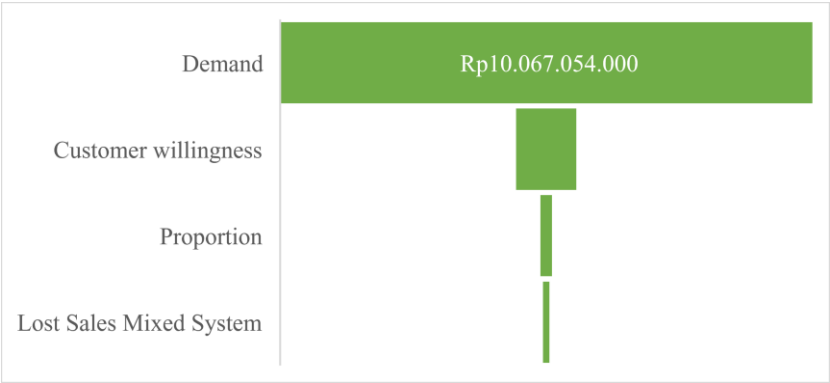 Demand
Rp10.067.054.000
Customer willingness
Proportion
Lost Sales Mixed System